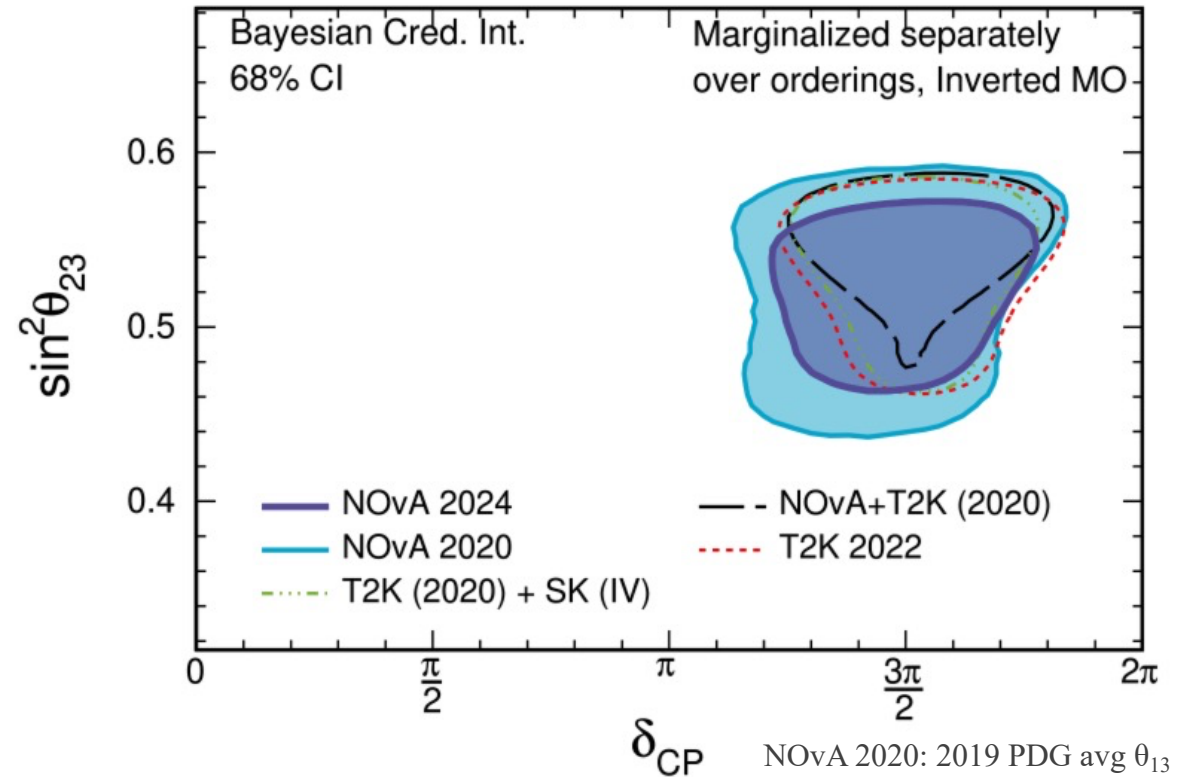 Bayesian Cred. Int.
68% CI
Marginalized separately
over orderings, Inverted MO
sin²θ₂₃
0.6
0.5
0.4
NOvA 2024
NOvA 2020
T2K (2020) + SK (IV)
NOvA+T2K (2020)
T2K 2022
0
π/2
π
3π/2
2π
δ_CP
NOvA 2020: 2019 PDG avg θ₁₃